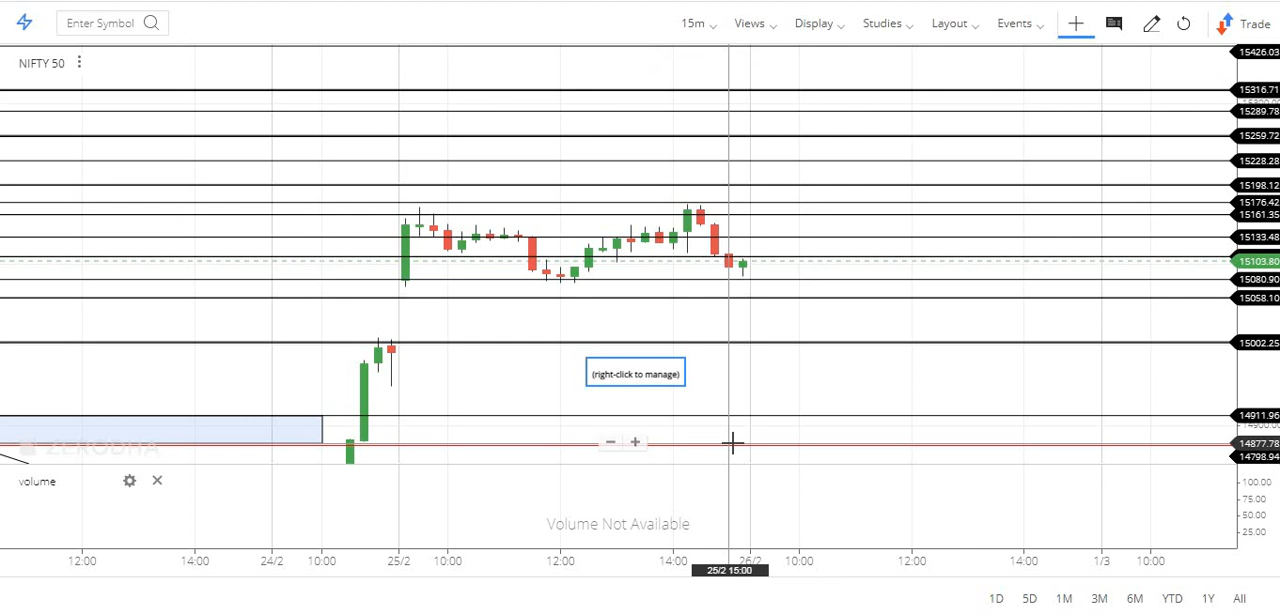 Enter Symbol 15m Views Display Studies Layout Events Trade
NIFTY 50
15426.03
15316.71
15289.78
15259.72
15228.28
15198.12
15176.42
15161.35
15133.48
15103.80
15080.90
15058.10
15002.25
(right-click to manage)
14911.96
14900.00
ZERODHA
14877.78
14798.94
volume
100.00
75.00
50.00
25.00
Volume Not Available
12:00 14:00 24/2 10:00 25/2 10:00 12:00 14:00 26/2 10:00 12:00 14:00 1/3 10:00
25/2 15:00
1D 5D 1M 3M 6M YTD 1Y All